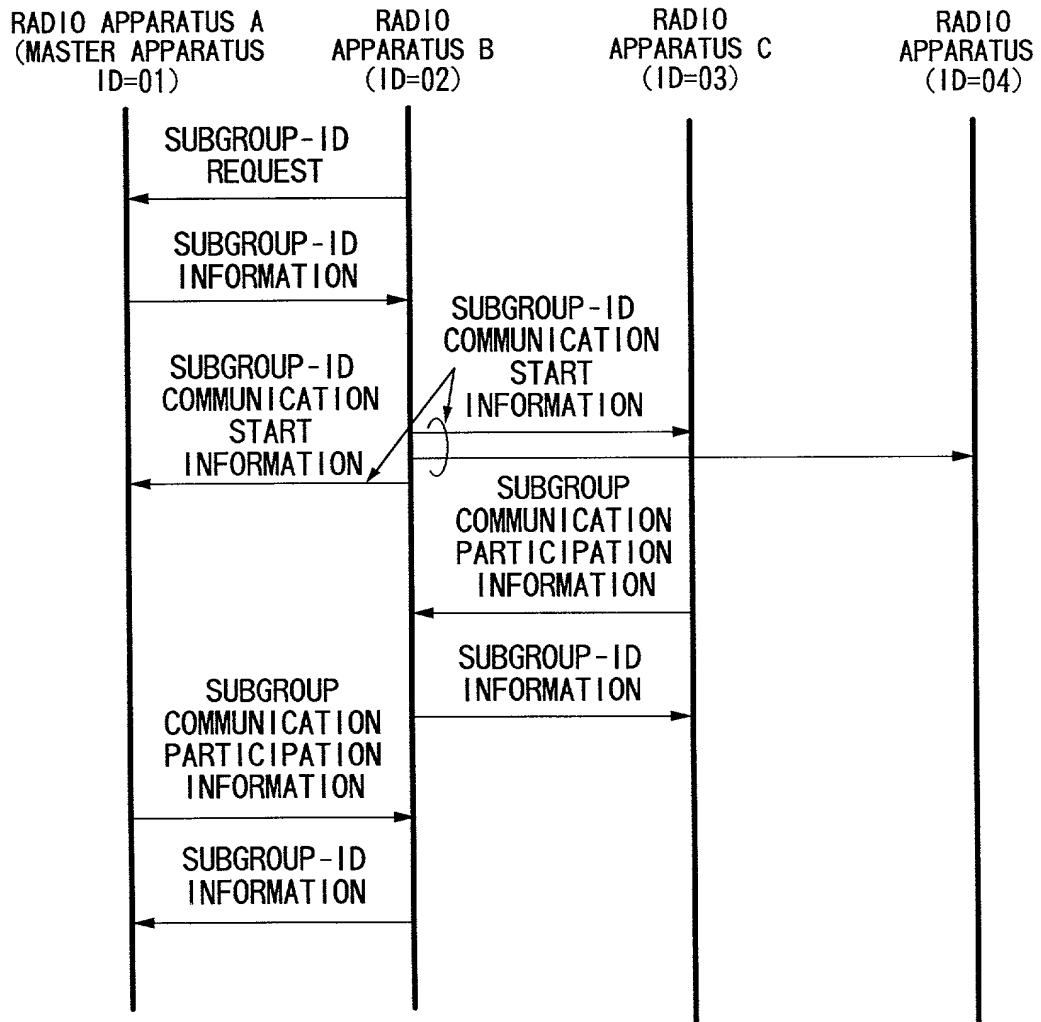 RADIO APPARATUS A
(MASTER APPARATUS
ID=01)
RADIO
APPARATUS B
(ID=02)
RADIO
APPARATUS C
(ID=03)
RADIO
APPARATUS
(ID=04)
SUBGROUP-ID
REQUEST
SUBGROUP-ID
INFORMATION
SUBGROUP-ID
COMMUNICATION
START
INFORMATION
SUBGROUP-ID
COMMUNICATION
START
INFORMATION
SUBGROUP
COMMUNICATION
PARTICIPATION
INFORMATION
SUBGROUP-ID
INFORMATION
SUBGROUP
COMMUNICATION
PARTICIPATION
INFORMATION
SUBGROUP-ID
INFORMATION